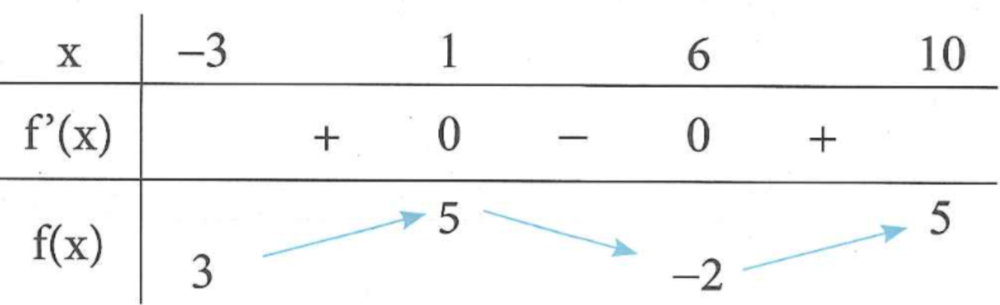 x −3 1 6 10
f’(x) + 0 − 0 +
f(x) 3 5 −2 5